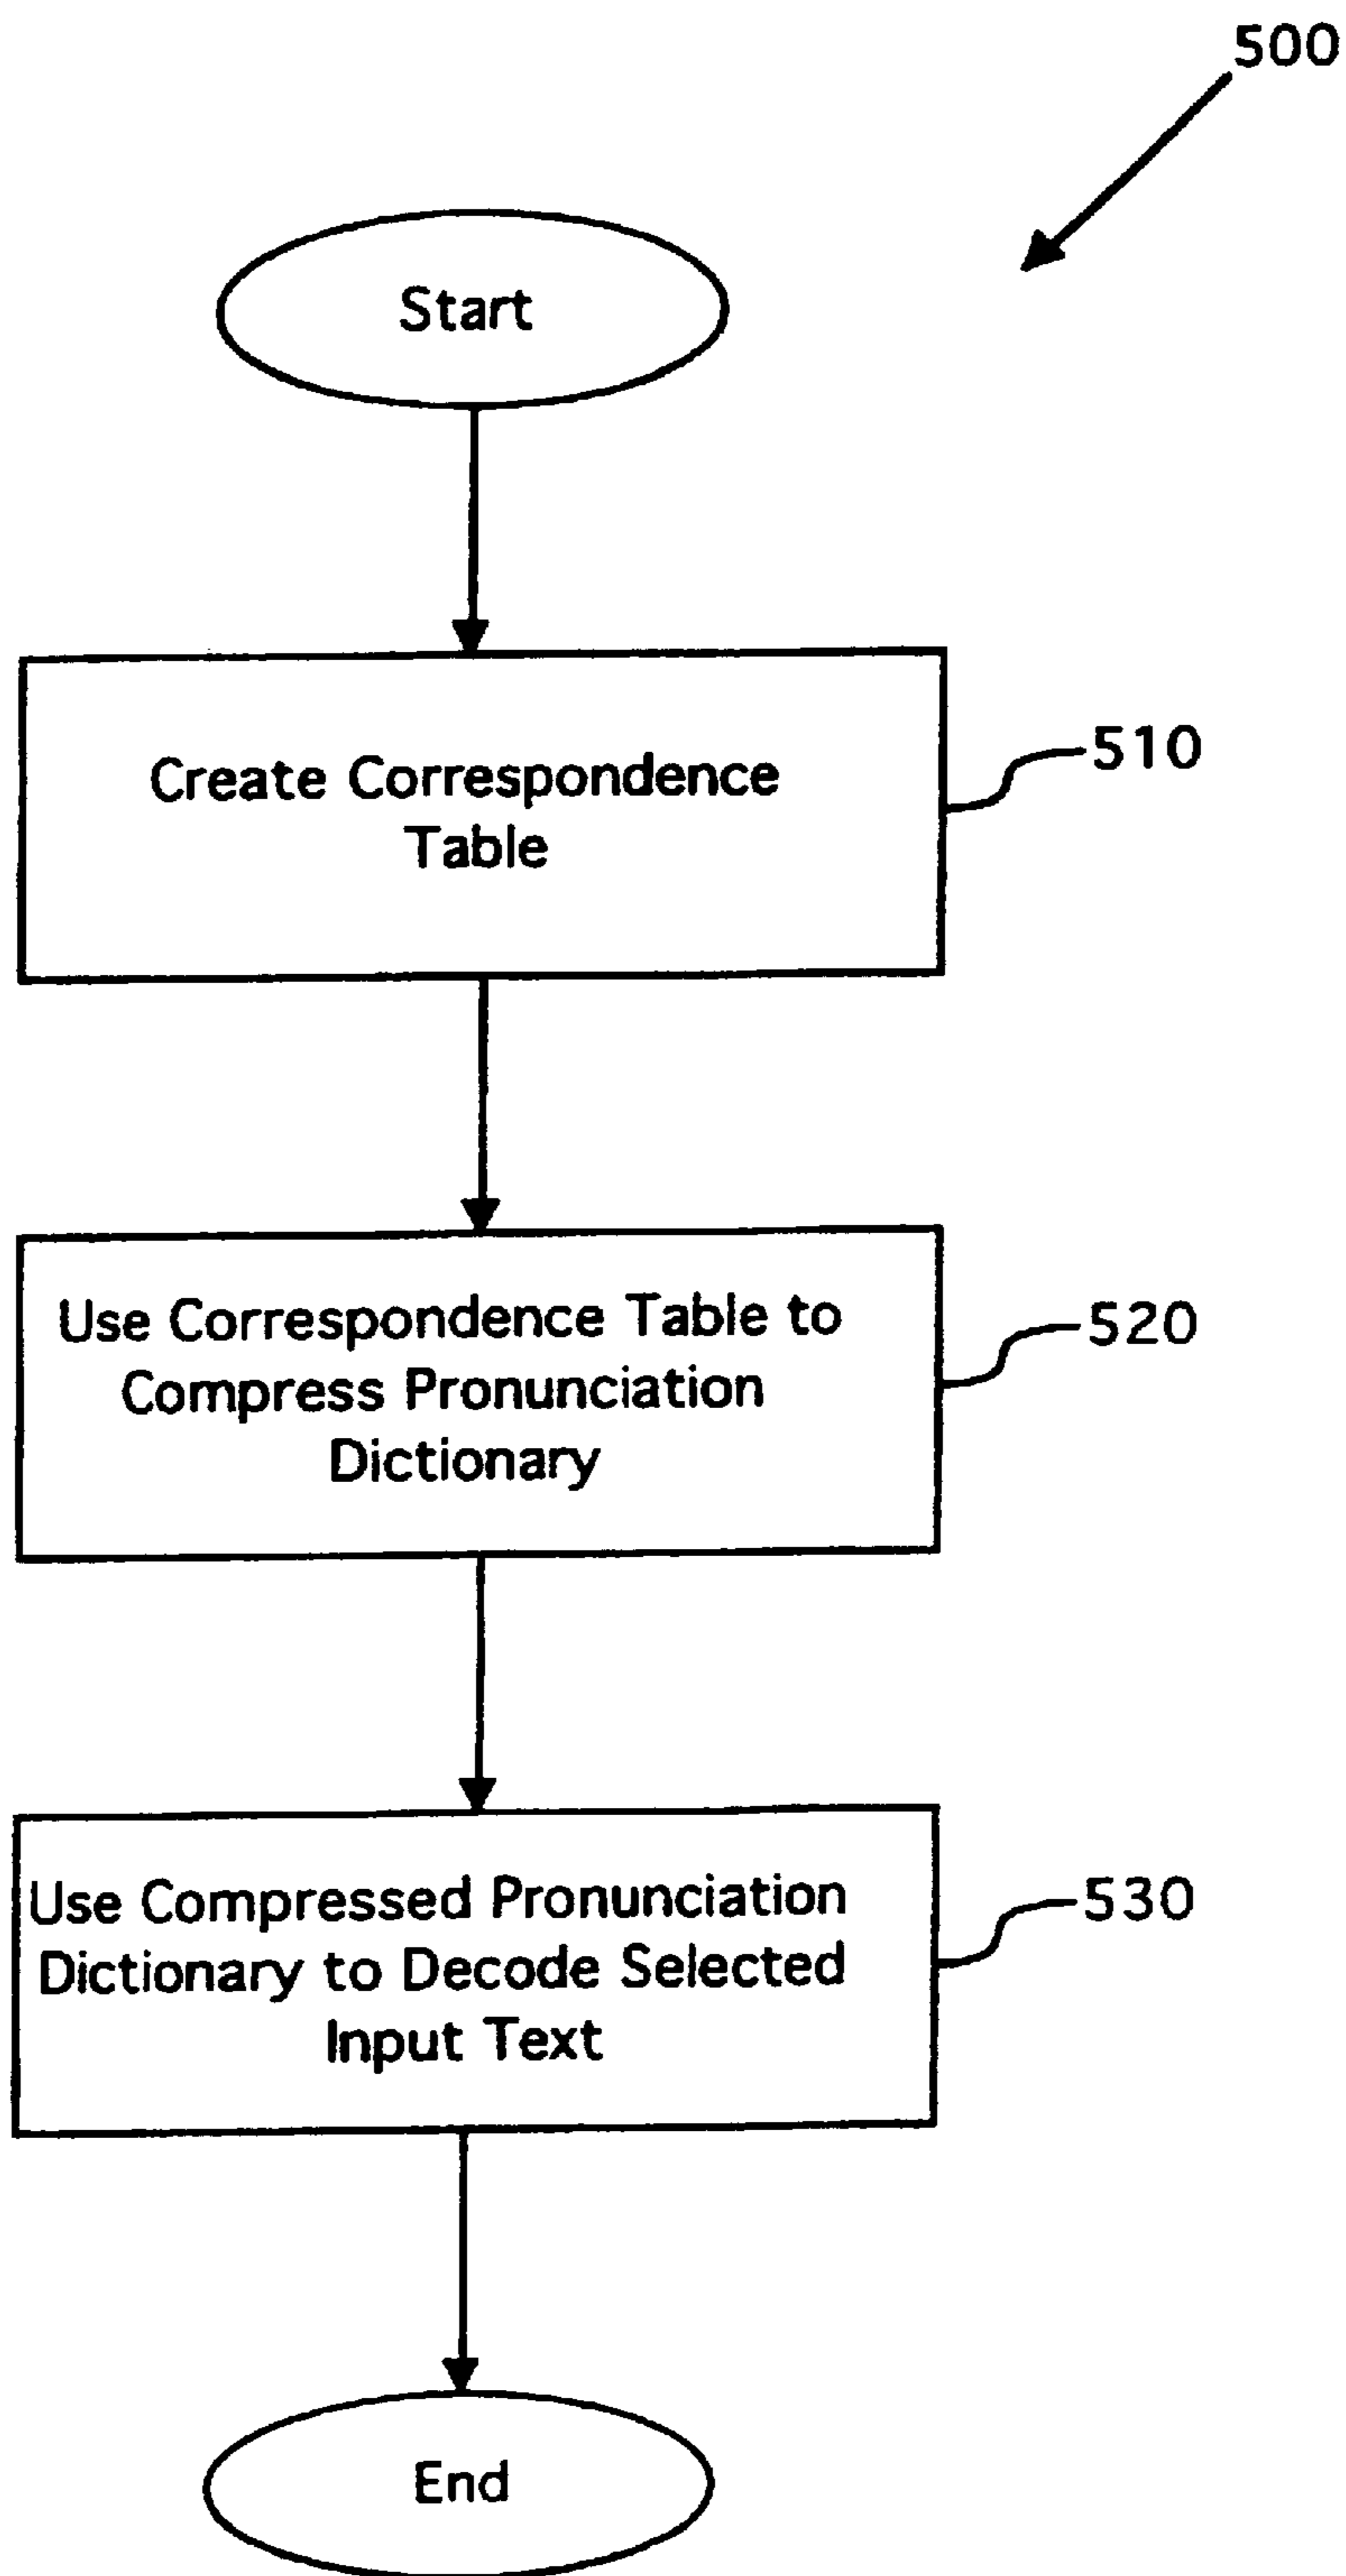 500
Start
Create Correspondence
Table
510
Use Correspondence Table to
Compress Pronunciation
Dictionary
520
Use Compressed Pronunciation
Dictionary to Decode Selected
Input Text
530
End